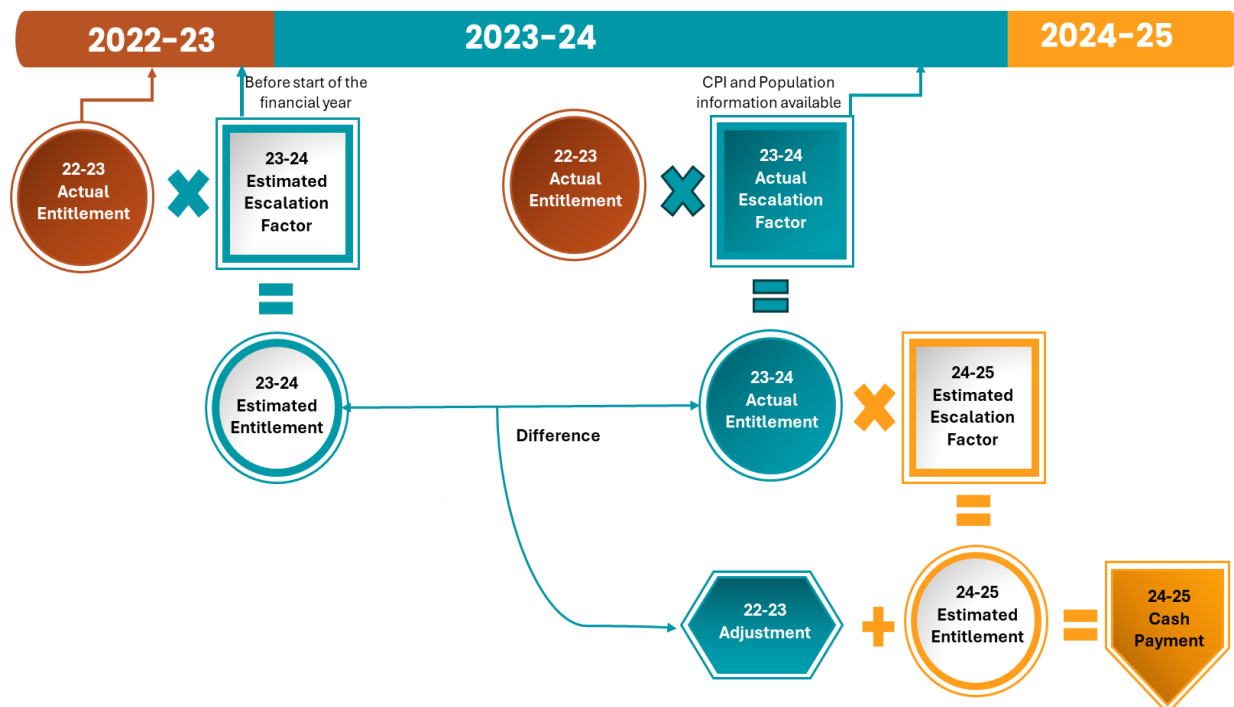 2022-23
2023-24
2024-25
Before start of the
financial year
CPI and Population
information available
22-23
Actual
Entitlement
23-24
Estimated
Escalation
Factor
22-23
Actual
Entitlement
23-24
Actual
Escalation
Factor
23-24
Estimated
Entitlement
Difference
23-24
Actual
Entitlement
24-25
Estimated
Escalation
Factor
22-23
Adjustment
24-25
Estimated
Entitlement
24-25
Cash
Payment